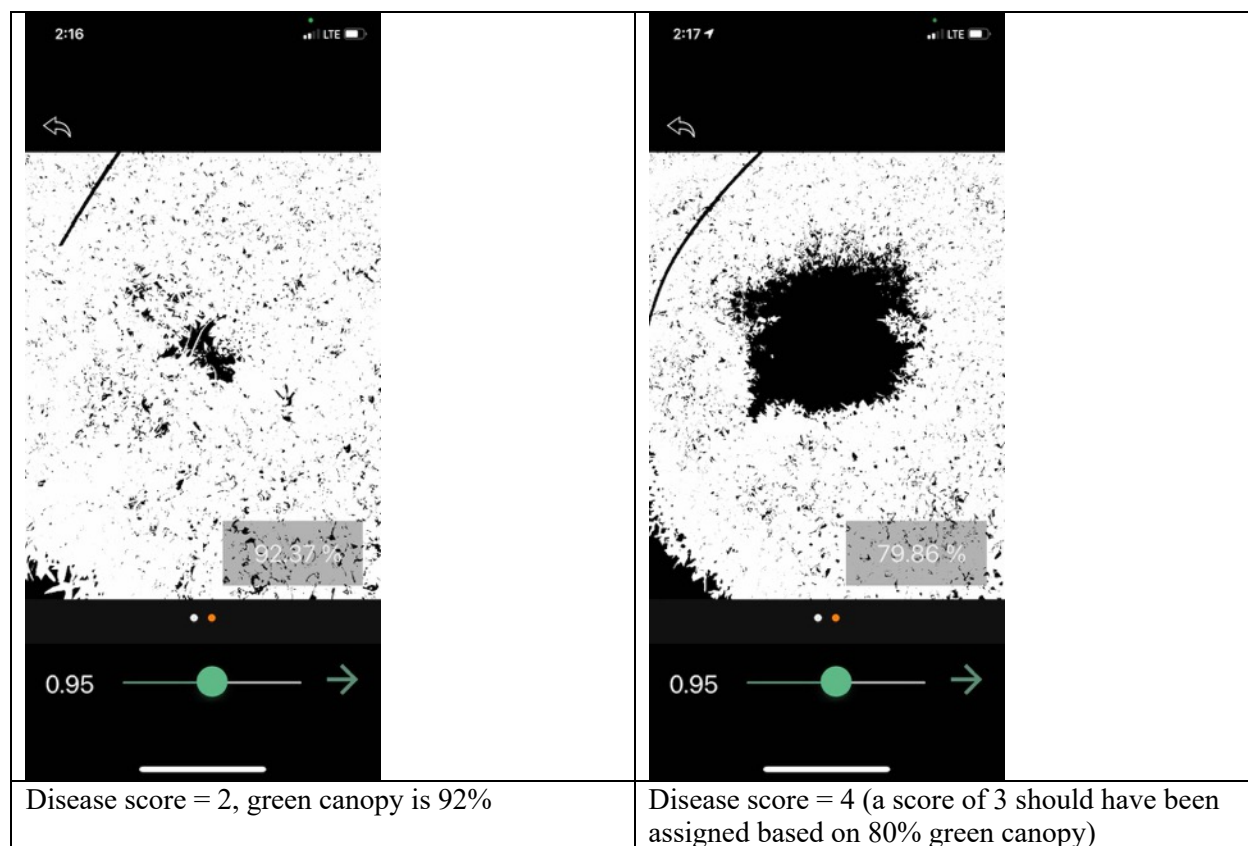 2:16
LTE
92.37 %
0.95
Disease score = 2, green canopy is 92%
2:17
LTE
79.86 %
0.95
Disease score = 4 (a score of 3 should have been
assigned based on 80% green canopy)